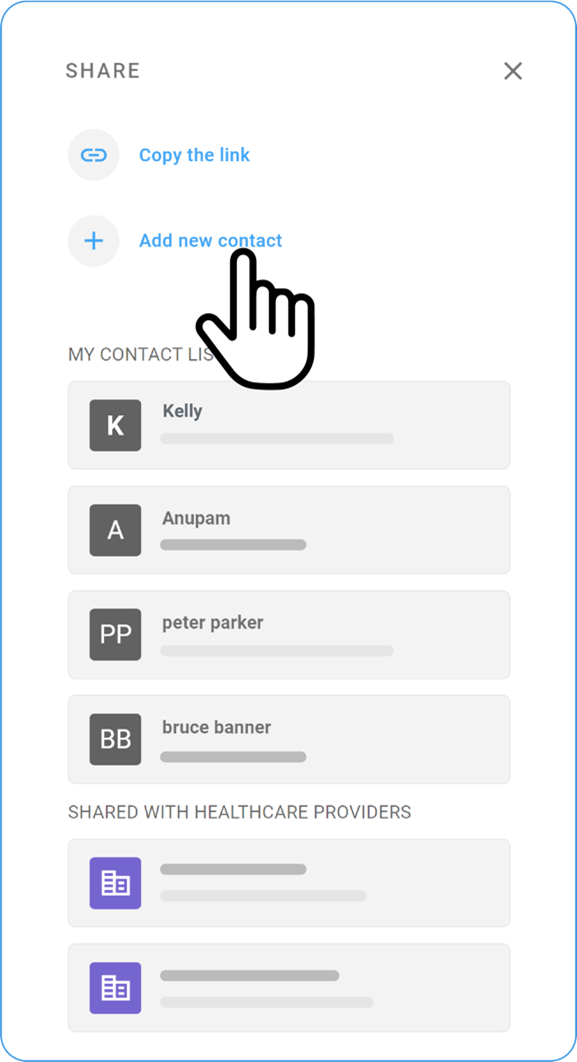 SHARE
Copy the link
Add new contact
MY CONTACT LIS
K
Kelly
A
Anupam
PP
peter parker
BB
bruce banner
SHARED WITH HEALTHCARE PROVIDERS